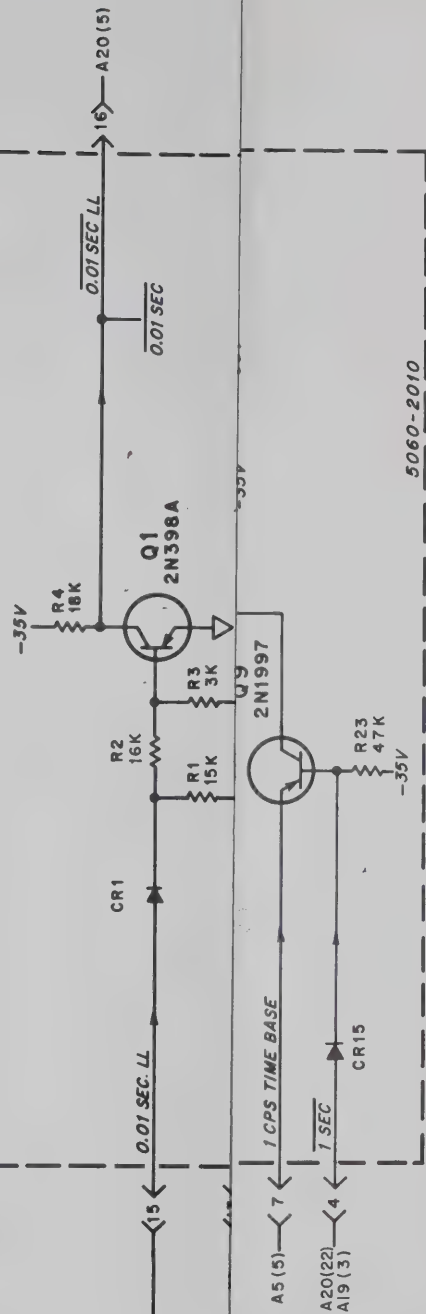 -35V
R4
18K
0.01 SEC LL
0.01 SEC
16
A20(5)
Q1
2N398A
15
0.01 SEC. LL
CR1
R2
16K
R1
15K
R3
3K
-35V
Q9
2N1997
A5(5)
7
1 CPS TIME BASE
A20(22)
A19(3)
4
1 SEC
CR15
R23
47K
-35V
5060-2010